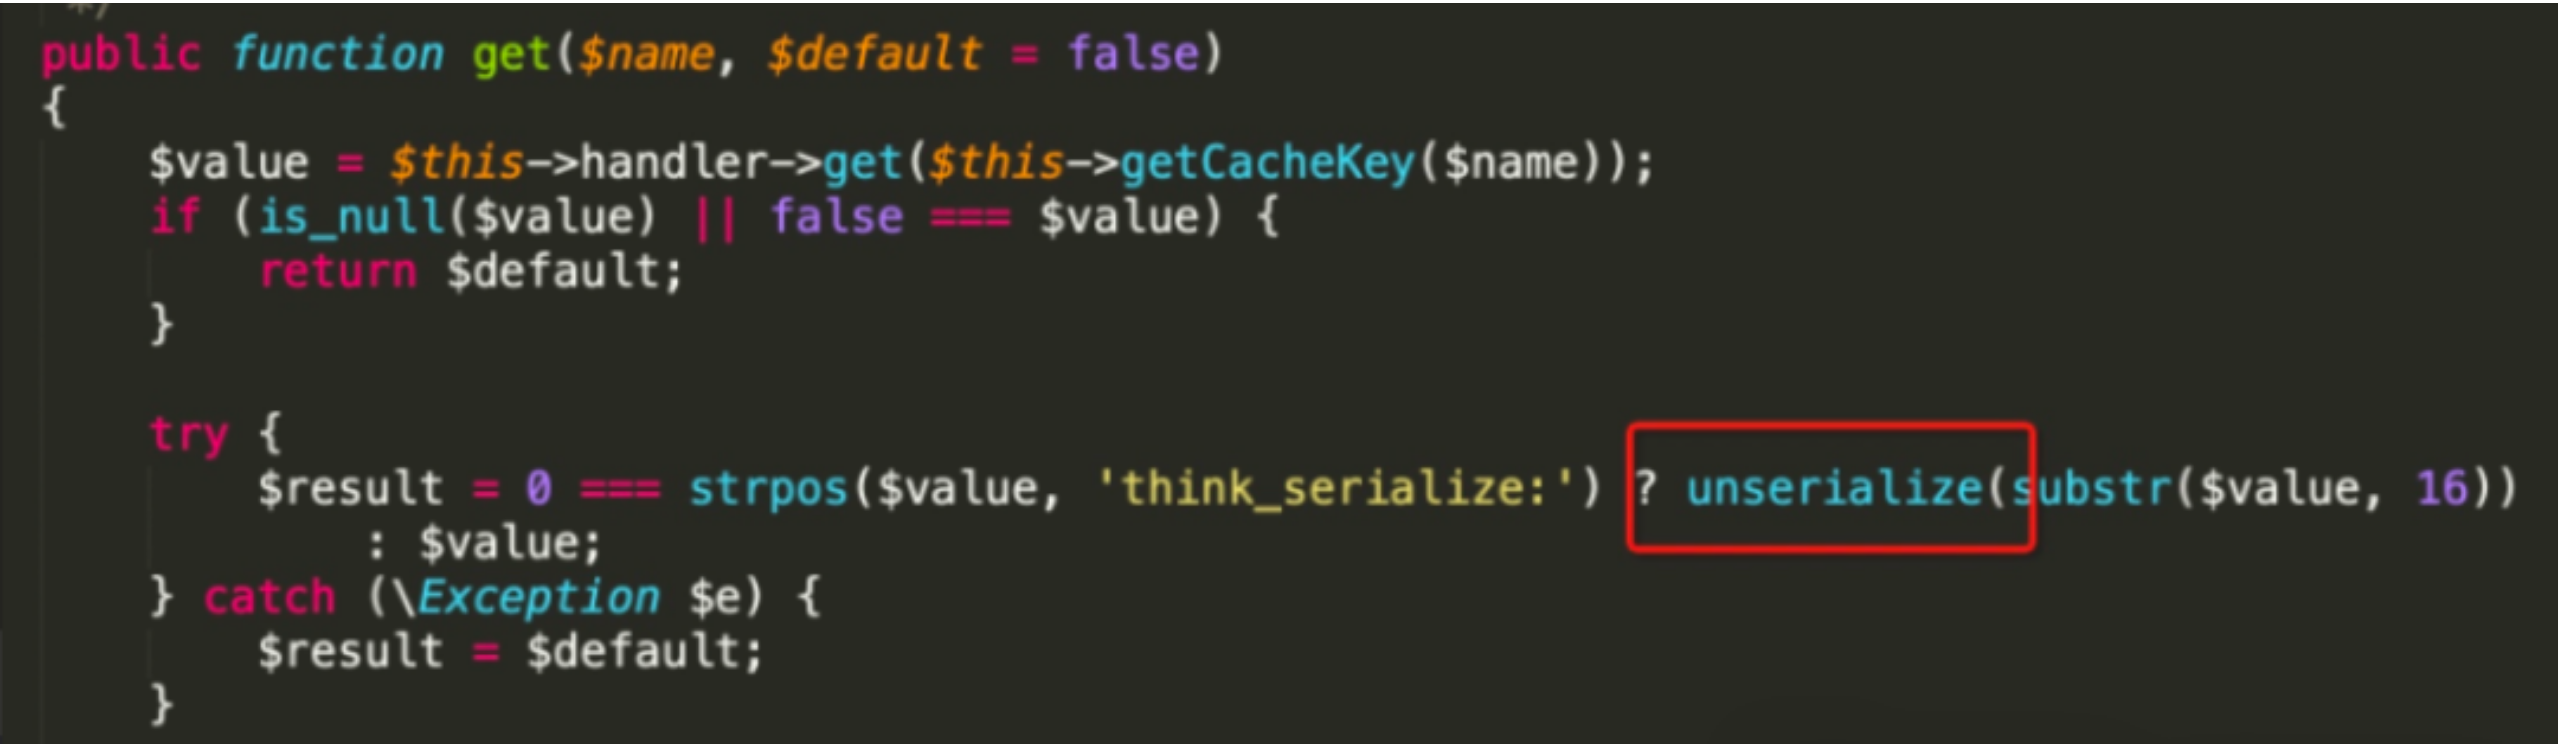 */
public function get($name, $default = false)
{
    $value = $this->handler->get($this->getCacheKey($name));
    if (is_null($value) || false === $value) {
        return $default;
    }

    try {
        $result = 0 === strpos($value, 'think_serialize:') ? unserialize(substr($value, 16))
            : $value;
    } catch (\Exception $e) {
        $result = $default;
    }